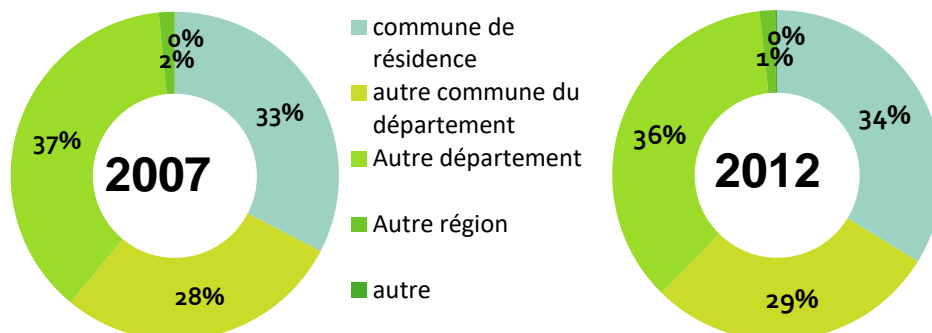 0%
2%
33%
37%
2007
28%
commune de
résidence
autre commune du
département
Autre département
Autre région
autre
0%
1%
34%
36%
2012
29%